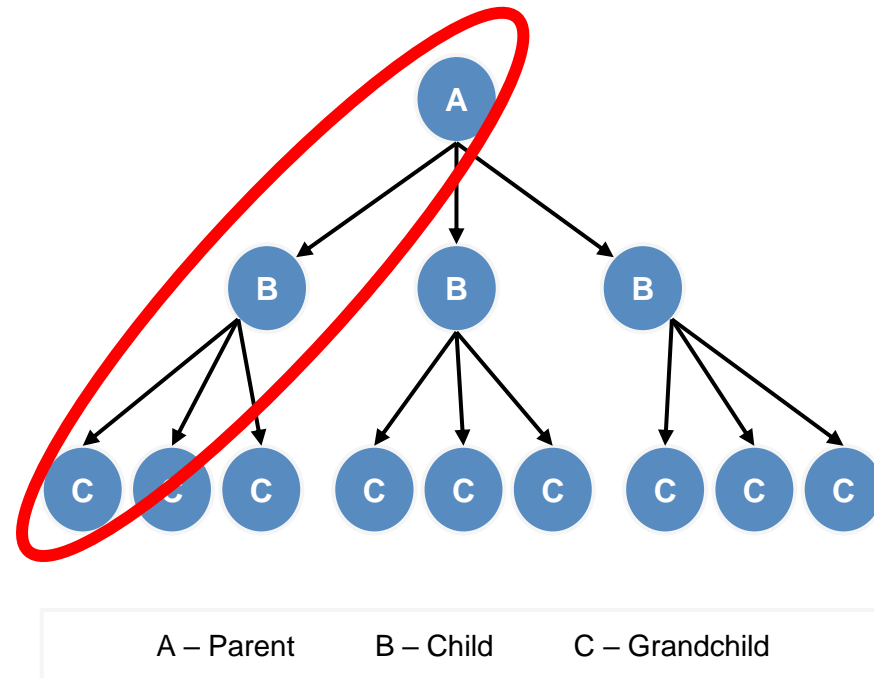 A
B B B
C C C C C C C C C
A – Parent B – Child C – Grandchild